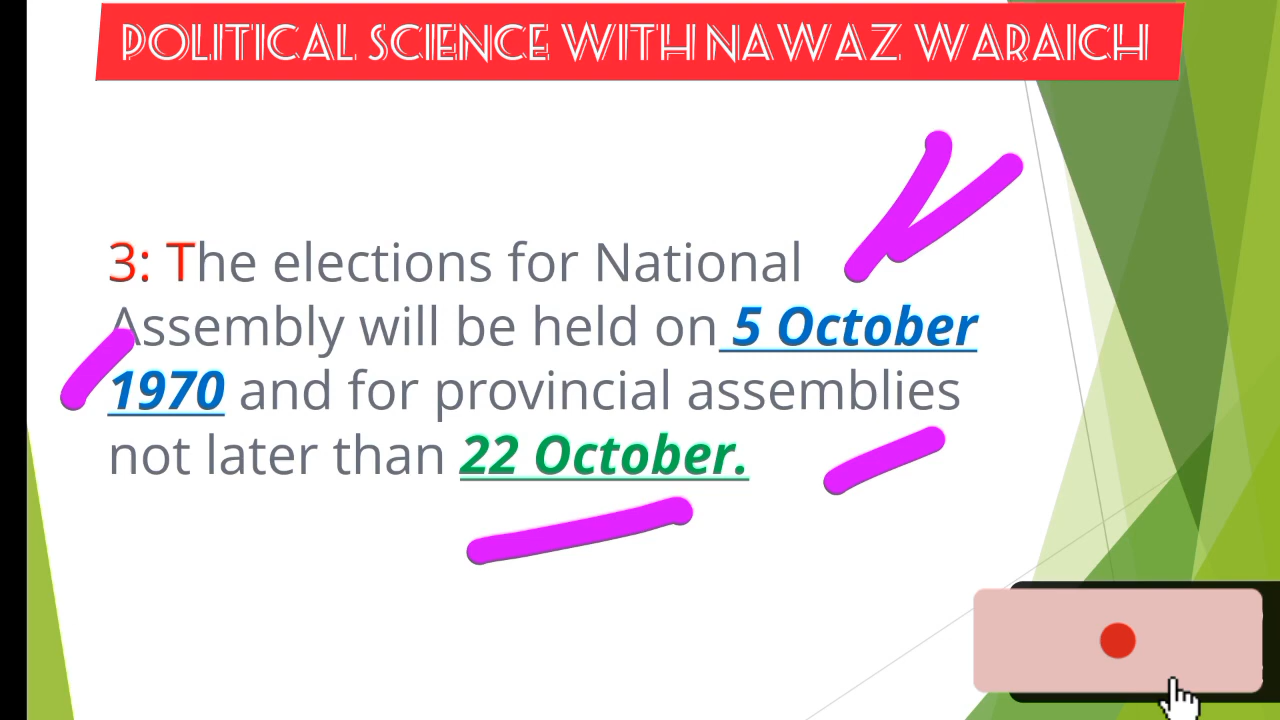 POLITICAL SCIENCE WITH NAWAZ WARAICH
3: The elections for National
Assembly will be held on 5 October
1970 and for provincial assemblies
not later than 22 October.